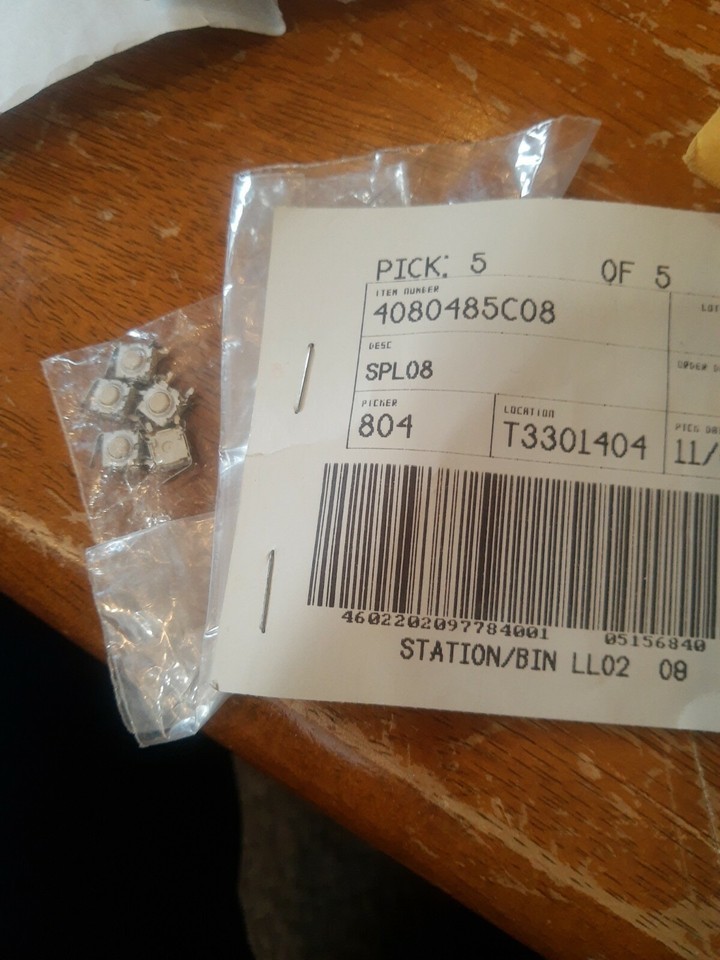 PICK: 5 OF 5
ITEM NUMBER
4080485C08
DESC
SPL08
PICKER LOCATION
804 T3301404 11/
4602202097784001 05156840
STATION/BIN LL02 08